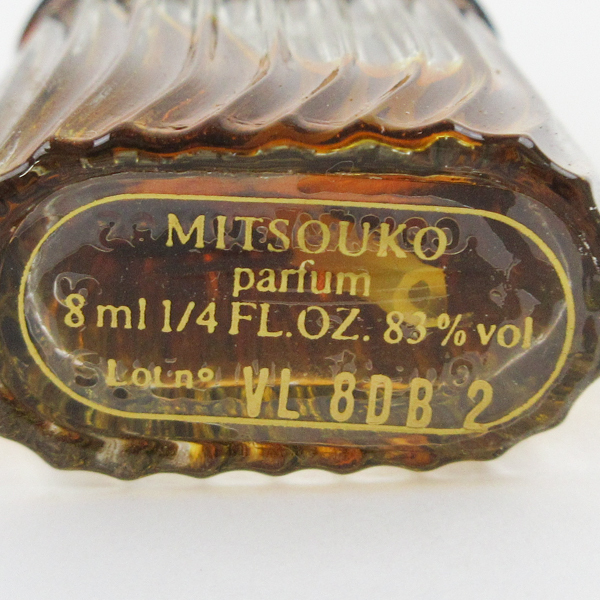 MITSOUKO
parfum
8 ml 1/4 FL.OZ. 83% vol
Lot nº VL 8DB 2